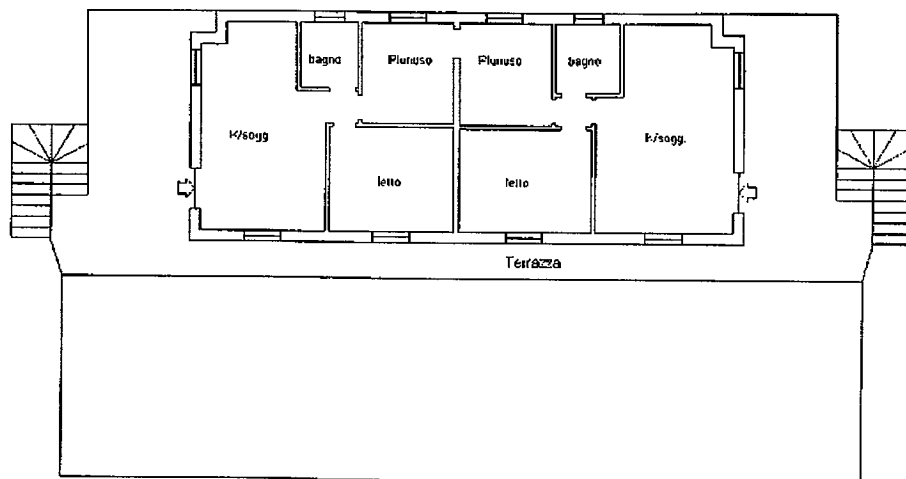 bagno
Pluriuso
Pluriuso
bagno
K/sogg.
K/sogg.
letto
letto
Terrazza